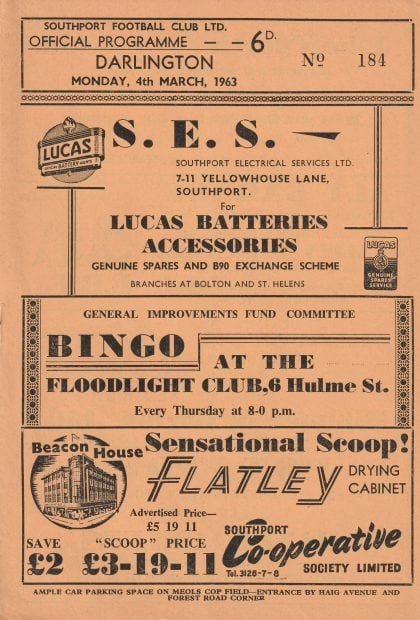 SOUTHPORT FOOTBALL CLUB LTD.
OFFICIAL PROGRAMME — — 6D.
DARLINGTON
MONDAY, 4th MARCH, 1963
No 184
S. E. S.
LUCAS
SOUTHPORT ELECTRICAL SERVICES LTD.
7-11 YELLOWHOUSE LANE,
SOUTHPORT.
For
LUCAS BATTERIES
ACCESSORIES
GENUINE SPARES AND B90 EXCHANGE SCHEME
BRANCHES AT BOLTON AND ST. HELENS
LUCAS
GENUINE
SPARES
SERVICE
GENERAL IMPROVEMENTS FUND COMMITTEE
BINGO AT THE
FLOODLIGHT CLUB,6 Hulme St.
Every Thursday at 8-0 p.m.
Beacon House
Sensational Scoop!
FLATLEY DRYING
CABINET
Advertised Price—
£5 19 11
SAVE "SCOOP" PRICE
£2 £3-19-11
SOUTHPORT
Co-operative
SOCIETY LIMITED
Tel. 3126-7-8
AMPLE CAR PARKING SPACE ON MEOLS COP FIELD—ENTRANCE BY HAIG AVENUE AND
FOREST ROAD CORNER